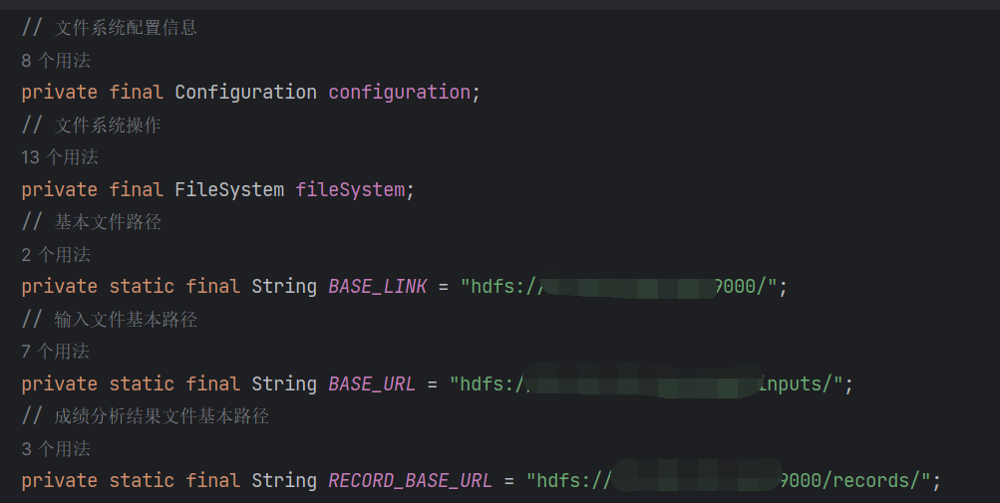 // 文件系统配置信息
8 个用法
private final Configuration configuration;
// 文件系统操作
13 个用法
private final FileSystem fileSystem;
// 基本文件路径
2 个用法
private static final String BASE_LINK = "hdfs:// 9000/";
// 输入文件基本路径
7 个用法
private static final String BASE_URL = "hdfs:// inputs/";
// 成绩分析结果文件基本路径
3 个用法
private static final String RECORD_BASE_URL = "hdfs:// 9000/records/";